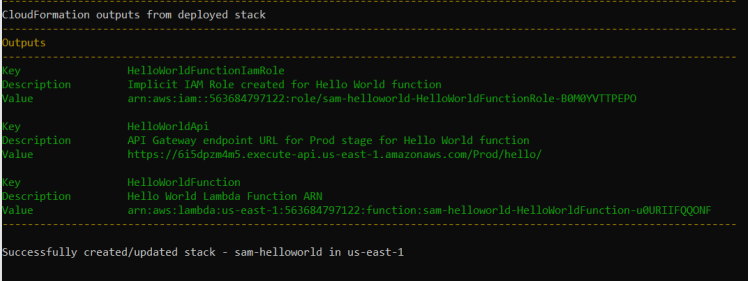 CloudFormation outputs from deployed stack
Outputs
Key HelloWorldFunctionIamRole
Description Implicit IAM Role created for Hello World function
Value arn:aws:iam::563684797122:role/sam-helloworld-HelloWorldFunctionRole-B0M0YVTTPEPO
Key HelloWorldApi
Description API Gateway endpoint URL for Prod stage for Hello World function
Value https://6i5dpzm4m5.execute-api.us-east-1.amazonaws.com/Prod/hello/
Key HelloWorldFunction
Description Hello World Lambda Function ARN
Value arn:aws:lambda:us-east-1:563684797122:function:sam-helloworld-HelloWorldFunction-u0URIIFQQONF
Successfully created/updated stack - sam-helloworld in us-east-1